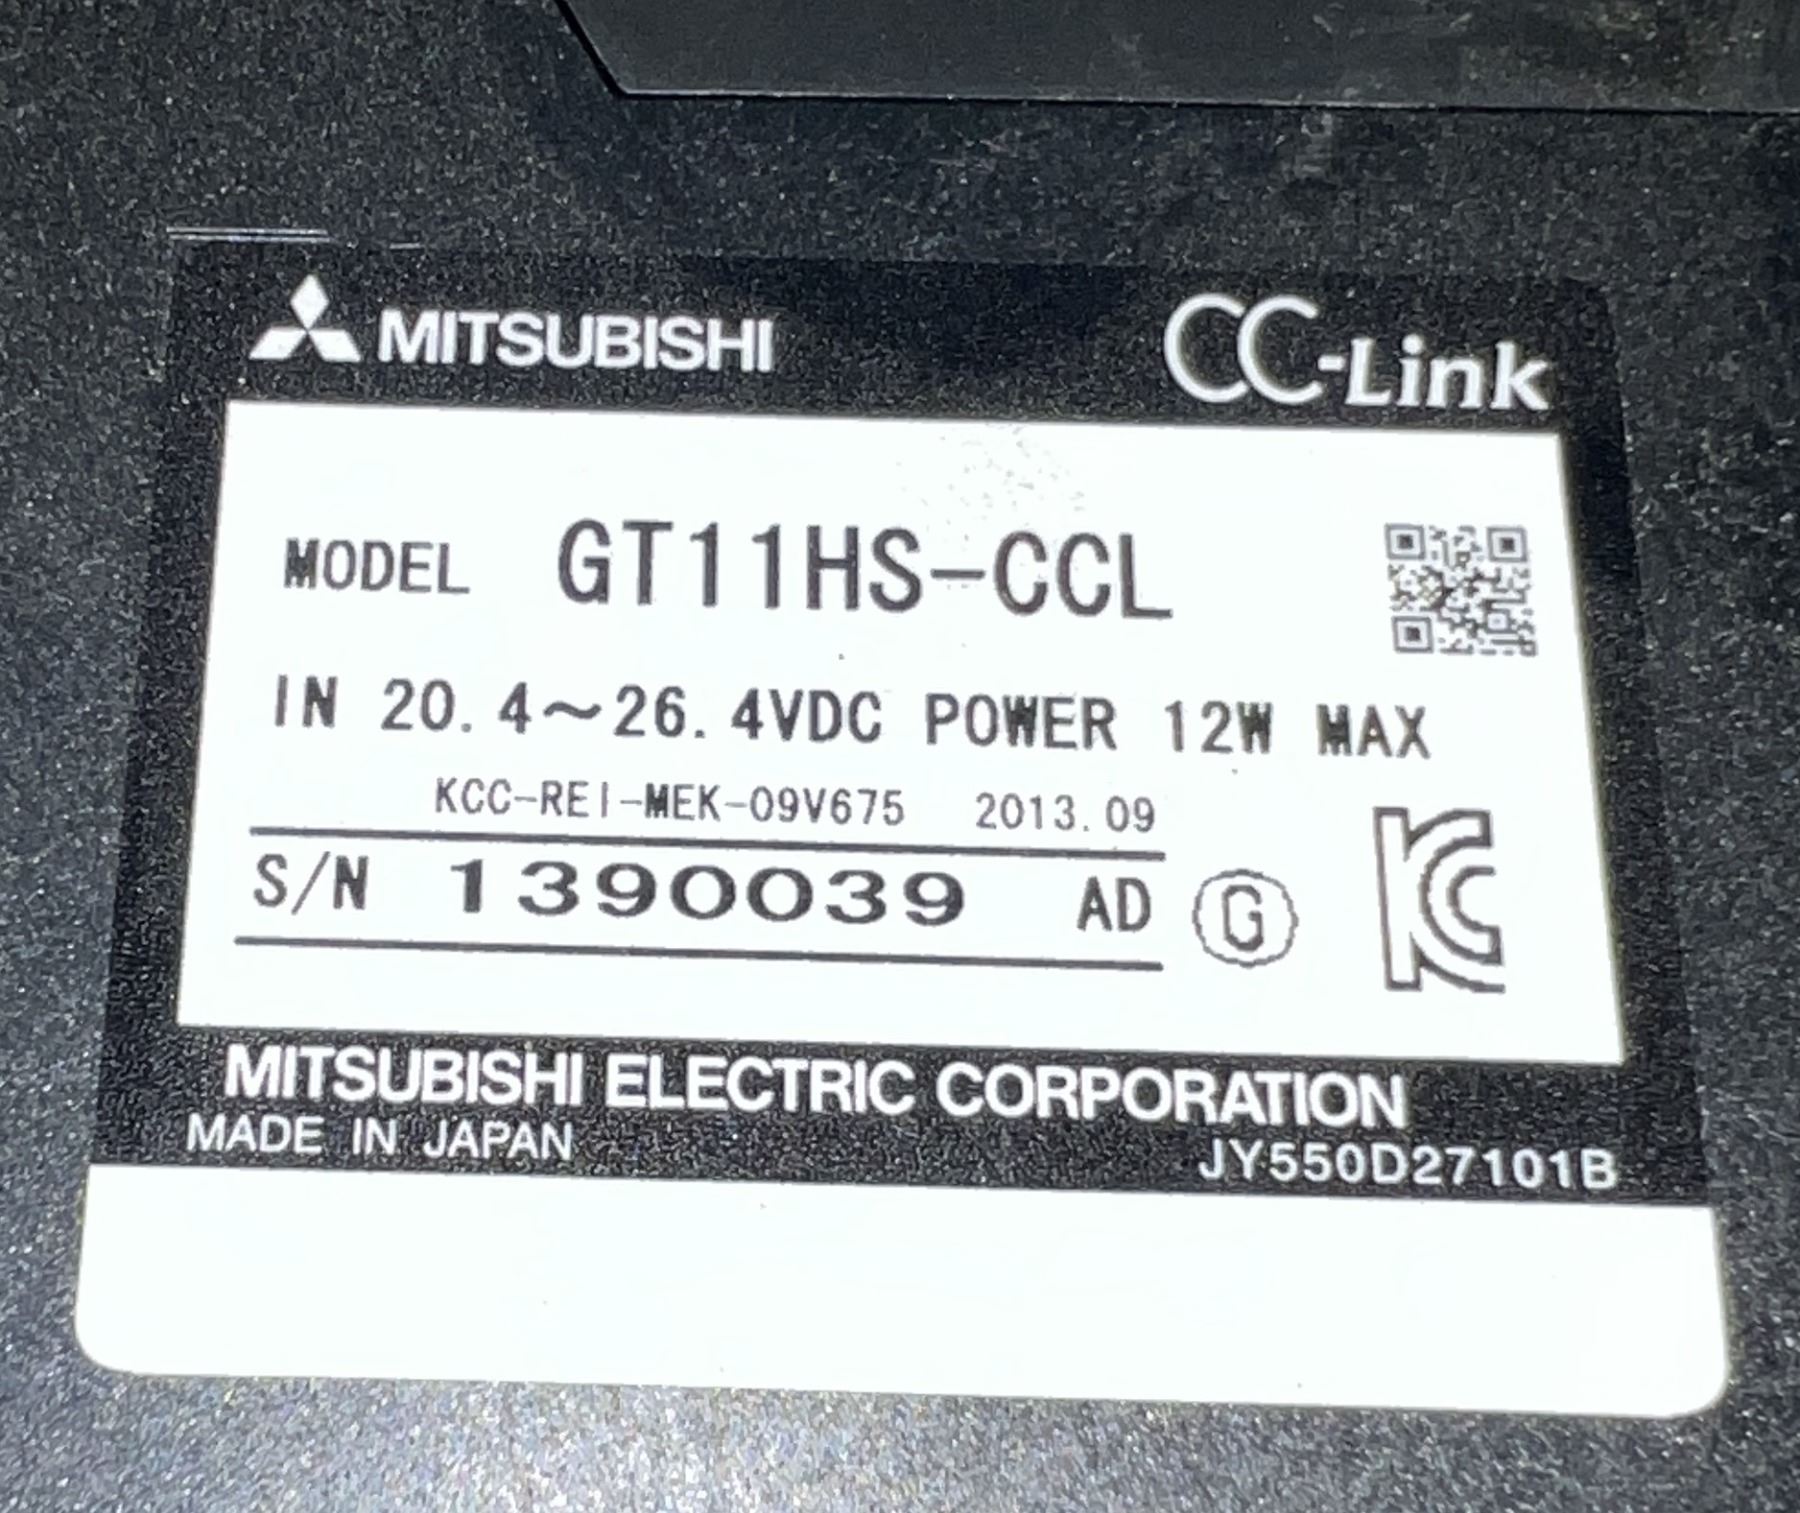 MITSUBISHI CC-Link
MODEL GT11HS-CCL
IN 20.4～26.4VDC POWER 12W MAX
KCC-REI-MEK-09V675 2013.09
S/N 1390039 AD G KC
MITSUBISHI ELECTRIC CORPORATION
MADE IN JAPAN JY550D27101B